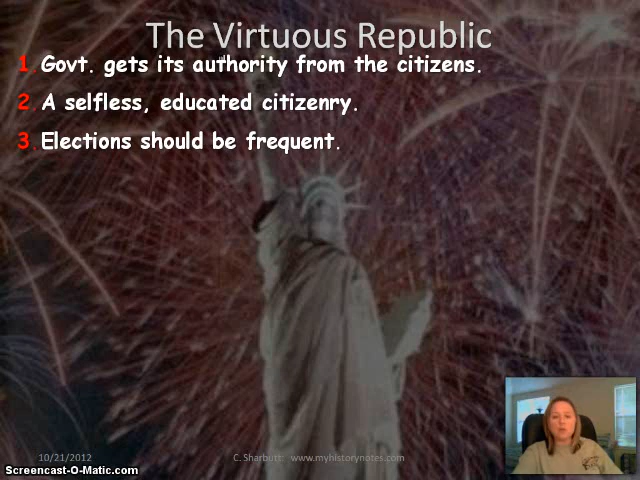 The Virtuous Republic
1. Govt. gets its authority from the citizens.
2. A selfless, educated citizenry.
3. Elections should be frequent.
10/21/2012
C. Sharbutt: www.myhistorynotes.com
Screencast-O-Matic.com